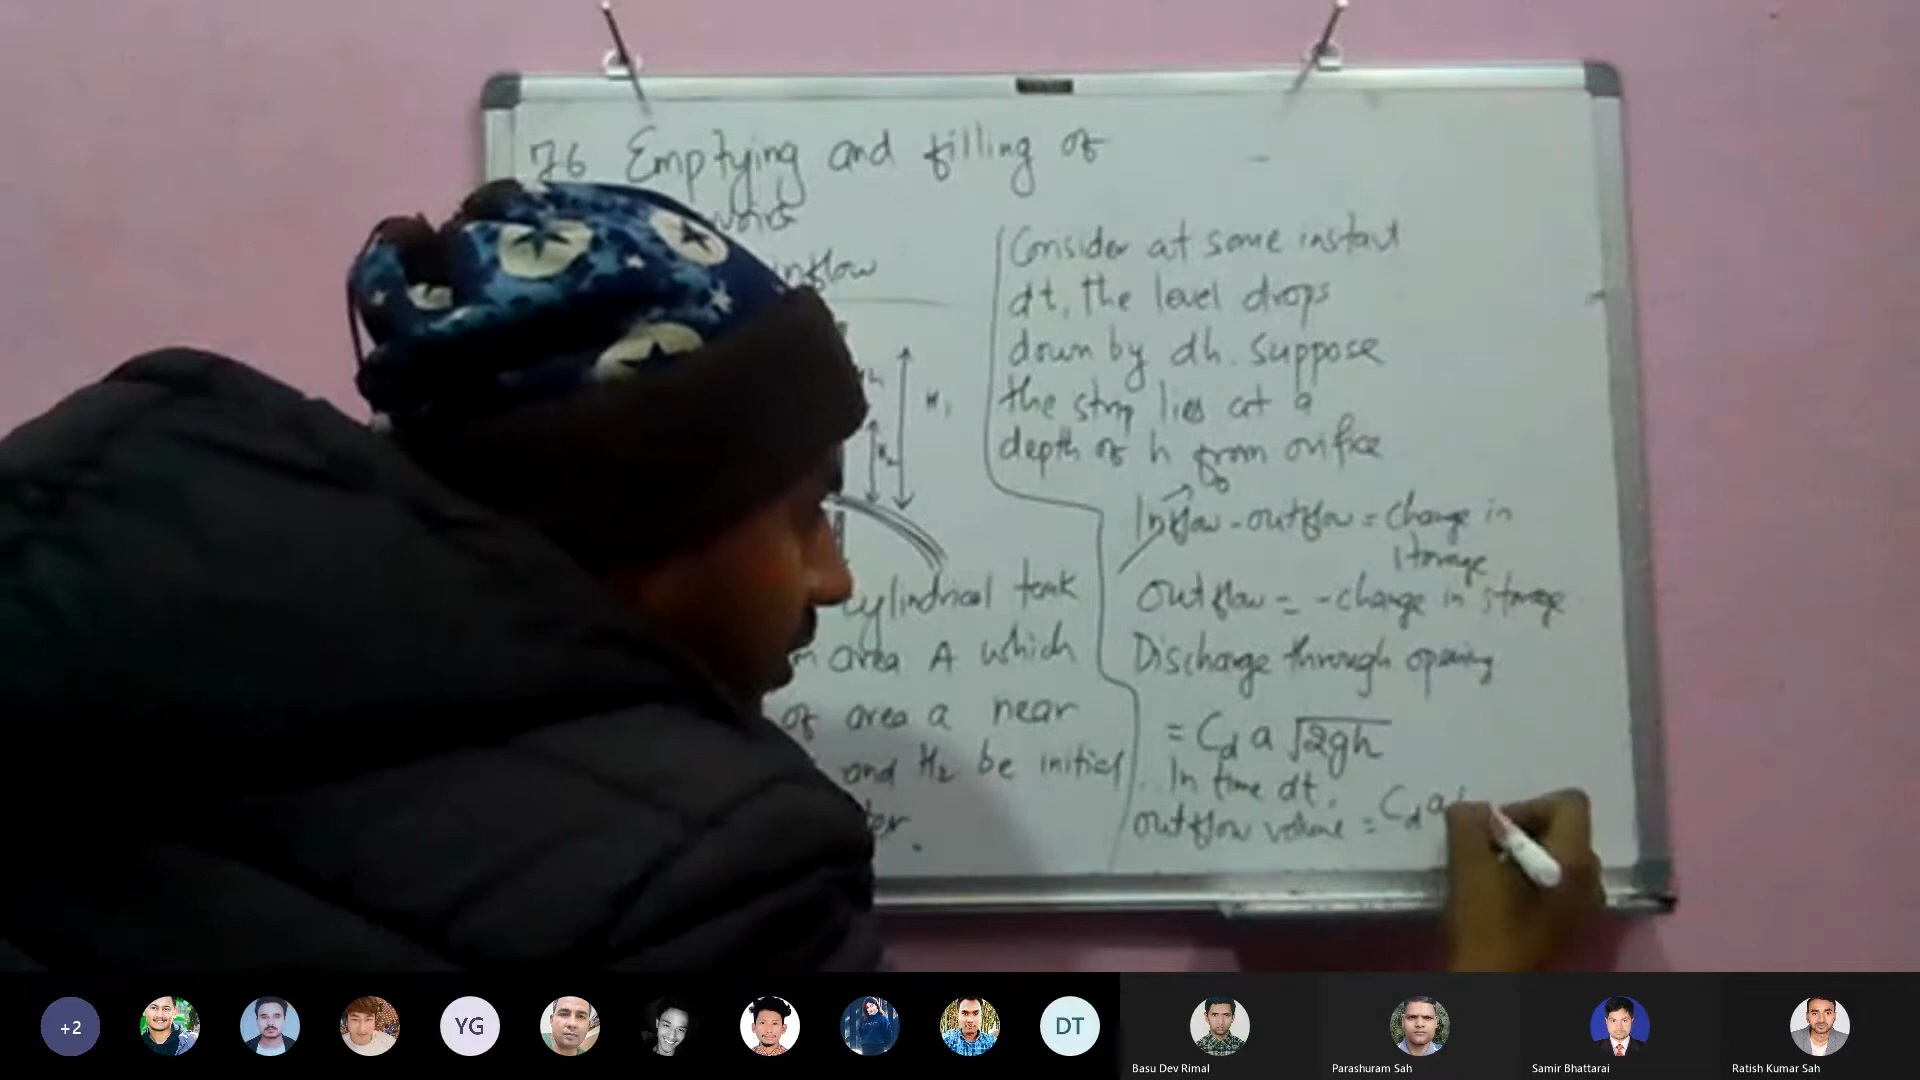 7.6 Emptying and filling of
inflow
H₁
H₂
cylindrical tank
area A which
of area a near
and H₂ be initial
Consider at some instant
dt, the level drops
down by dh. Suppose
the strip lies at a
depth of h from orifice
Inflow - outflow = change in
storage
outflow = - change in storage
Discharge through opening
= Cd a √2gh
In time dt,
outflow volume = Cd a
+2
YG
DT
Basu Dev Rimal
Parashuram Sah
Samir Bhattarai
Ratish Kumar Sah